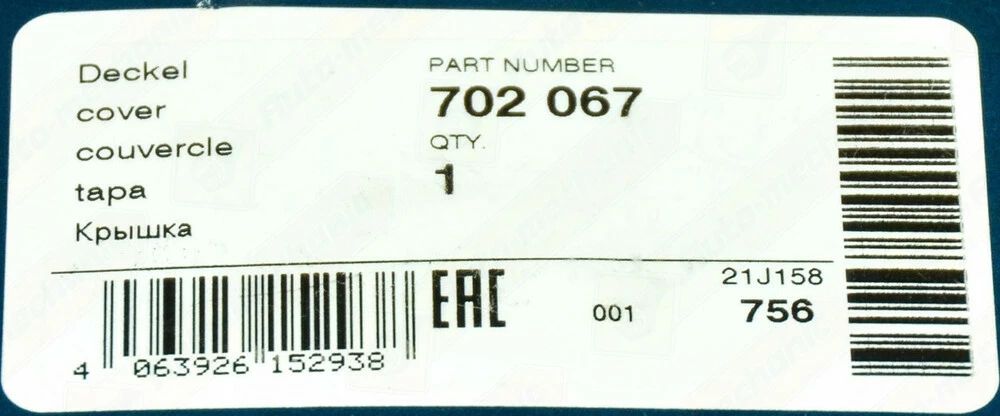 Deckel
cover
couvercle
tapa
Крышка
PART NUMBER
702 067
QTY.
1
EAC
001
21J158
756
4 063926 152938